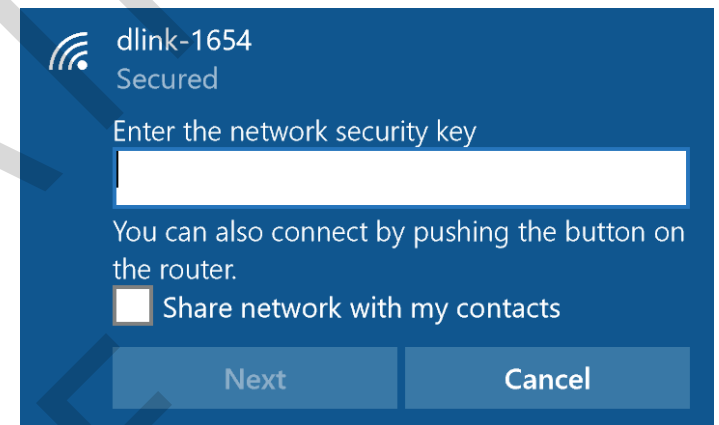 dlink-1654
Secured
Enter the network security key
You can also connect by pushing the button on
the router.
Share network with my contacts
Next
Cancel